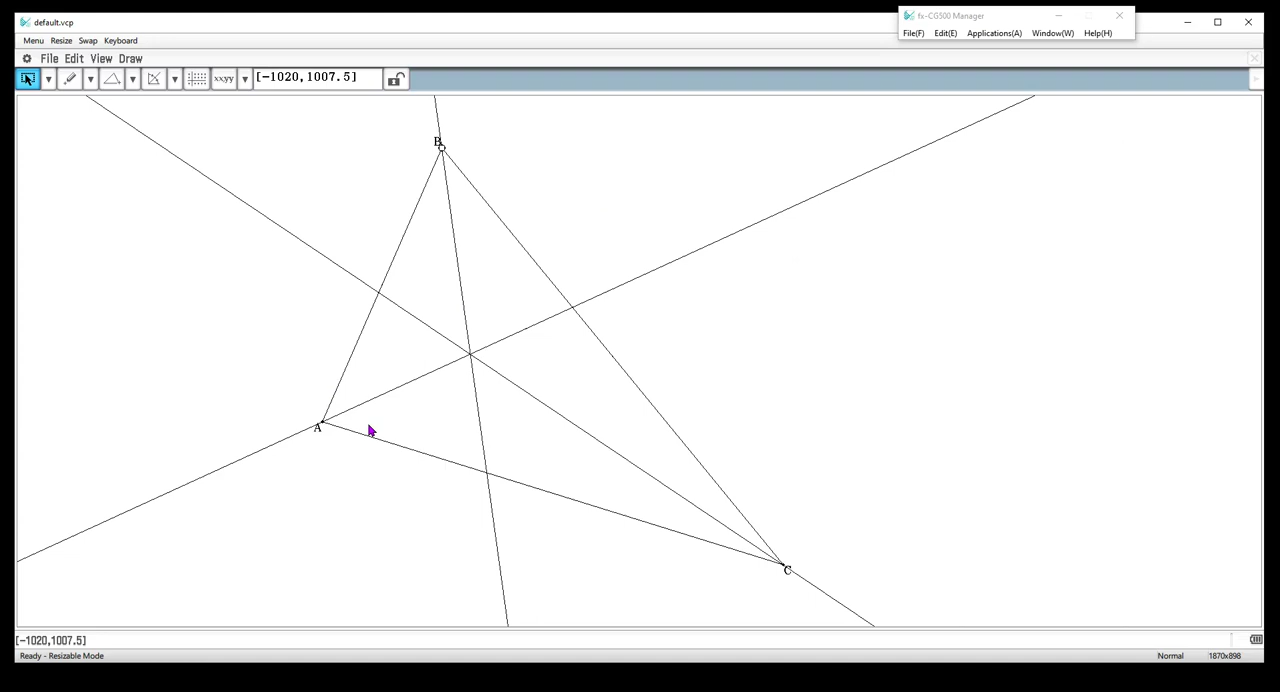 default.vcp
fx-CG500 Manager
File(F) Edit(E) Applications(A) Window(W) Help(H)
Menu Resize Swap Keyboard
File Edit View Draw
xxyy [-1020,1007.5]
B
A
C
[-1020,1007.5]
Ready - Resizable Mode Normal 1870x898